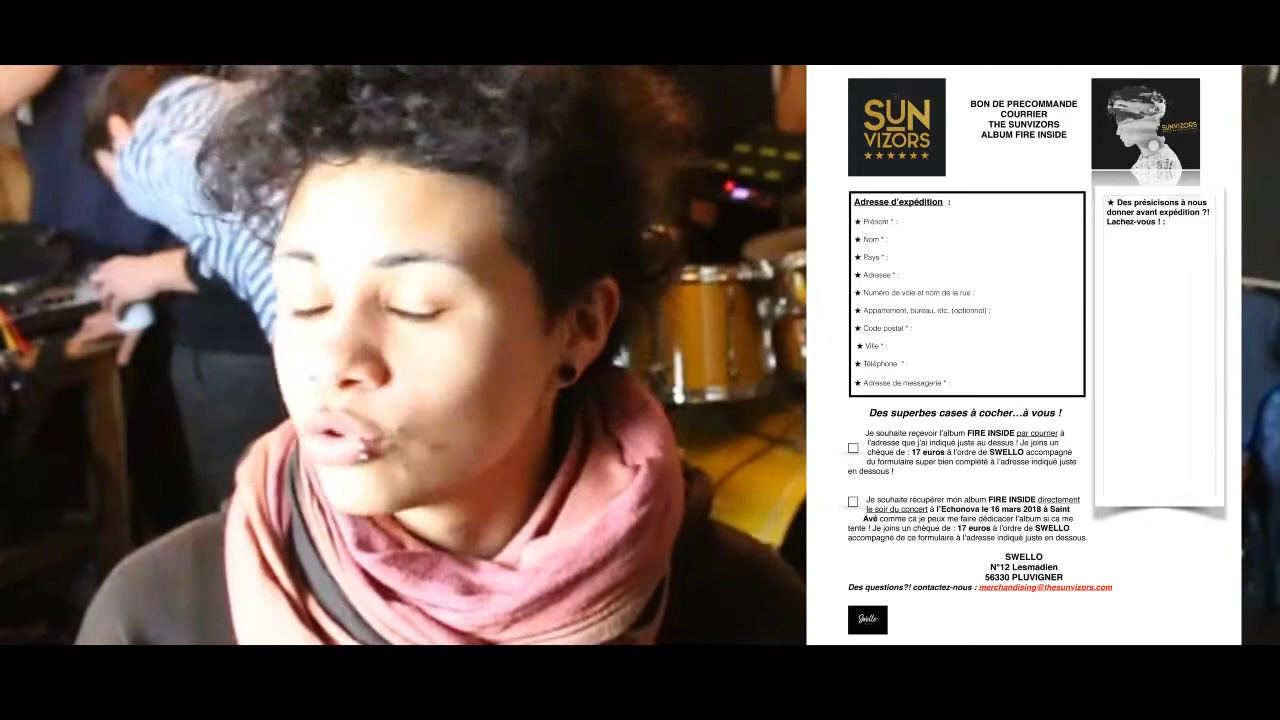 SUN
VIZORS
★★★★★★
BON DE PRECOMMANDE
COURRIER
THE SUNVIZORS
ALBUM FIRE INSIDE
SUNVIZORS
Adresse d'expédition :
★ Prénom * :
★ Nom * :
★ Pays * :
★ Adresse * :
★ Numéro de voie et nom de la rue :
★ Appartement, bureau, etc. (optionnel) :
★ Code postal * :
★ Ville * :
★ Téléphone * :
★ Adresse de messagerie * :
★ Des présicisons à nous
donner avant expédition ?!
Lachez-vous ! :
Des superbes cases à cocher…à vous !
Je souhaite reçevoir l'album FIRE INSIDE par courrier à
l'adresse que j'ai indiqué juste au dessus ! Je joins un
chèque de : 17 euros à l'ordre de SWELLO accompagné
du formulaire super bien complété à l'adresse indiqué juste
en dessous !
Je souhaite récupérer mon album FIRE INSIDE directement
le soir du concert à l'Echonova le 16 mars 2018 à Saint
Avé comme ca je peux me faire dédicacer l'album si ca me
tente ! Je joins un chèque de : 17 euros à l'ordre de SWELLO
accompagné de ce formulaire à l'adresse indiqué juste en dessous.
SWELLO
N°12 Lesmadien
56330 PLUVIGNER
Des questions?! contactez-nous : merchandising@thesunvizors.com
Swello